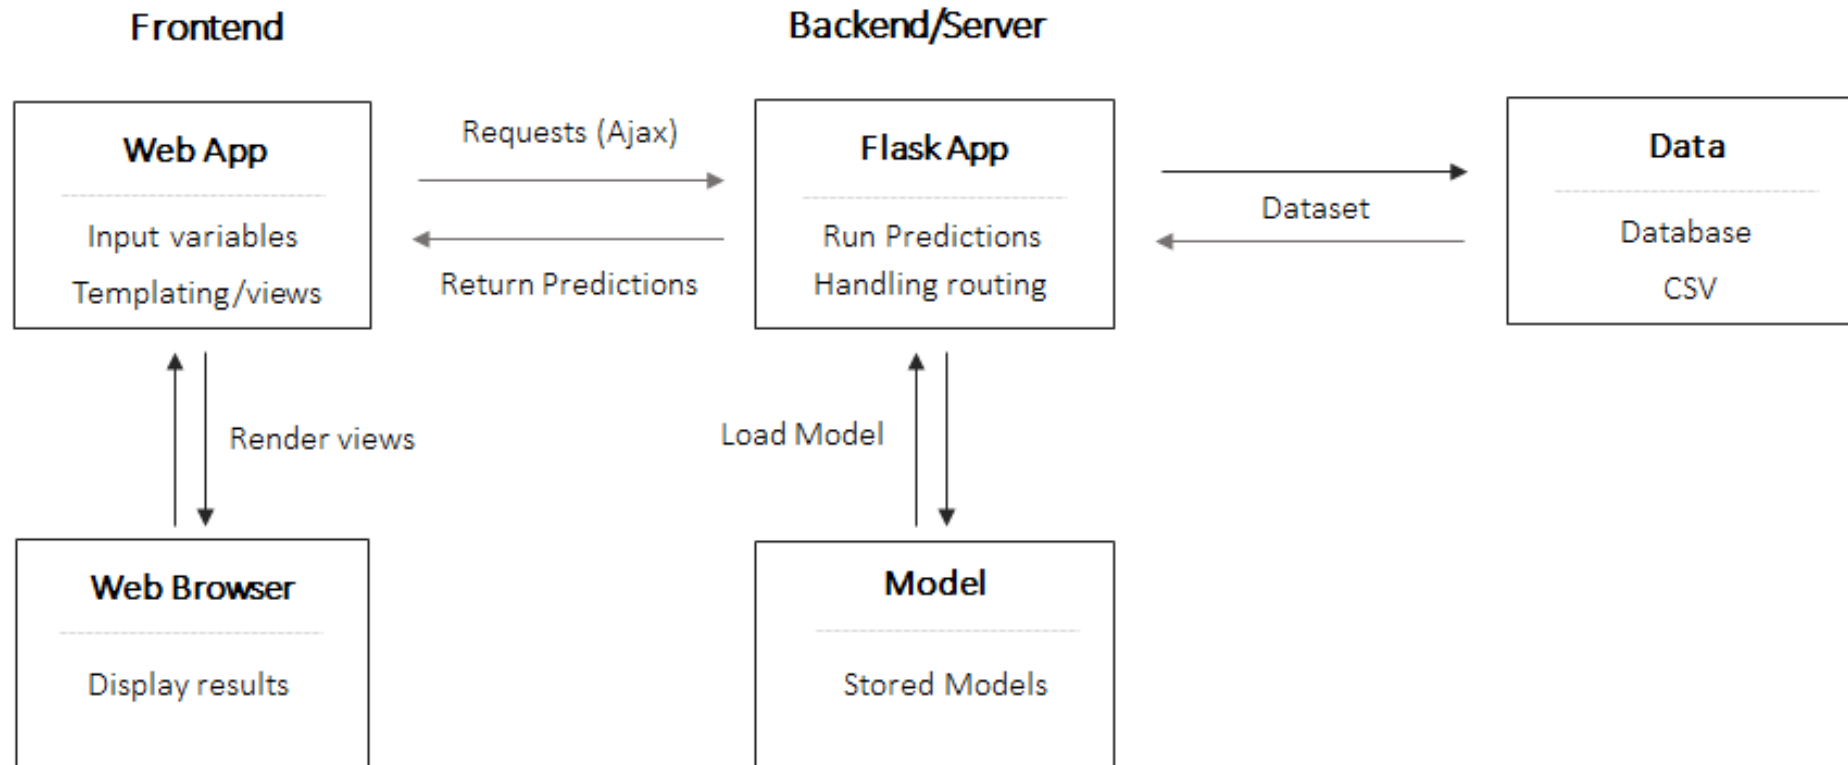 Frontend
Backend/Server
Web App
Input variables
Templating/views
Requests (Ajax)
Return Predictions
Flask App
Run Predictions
Handling routing
Dataset
Data
Database
CSV
Render views
Load Model
Web Browser
Display results
Model
Stored Models